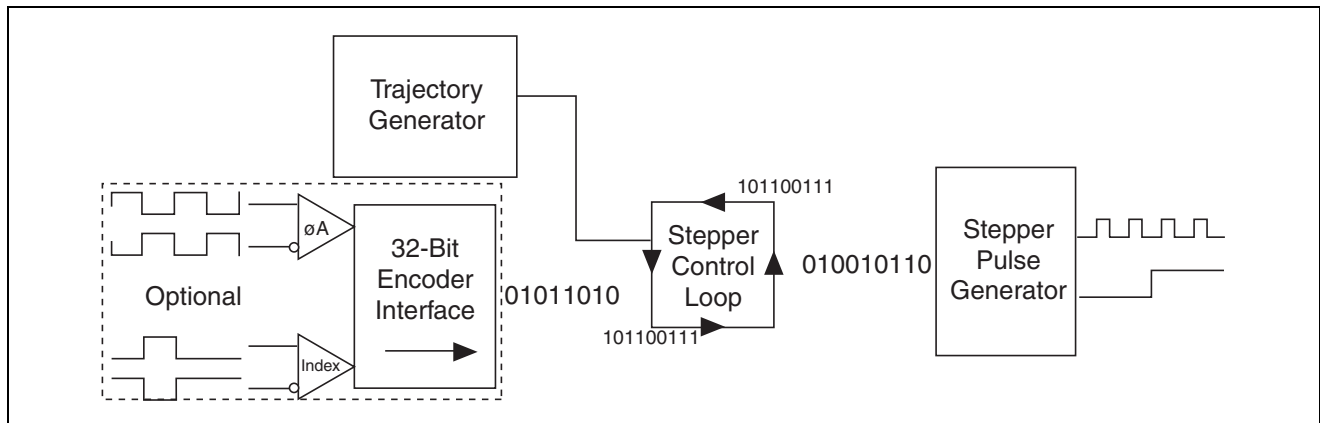 Trajectory
Generator
101100111
øA
32-Bit
Encoder
Interface
Optional
01011010
Stepper
Control
Loop
010010110
Stepper
Pulse
Generator
101100111
Index